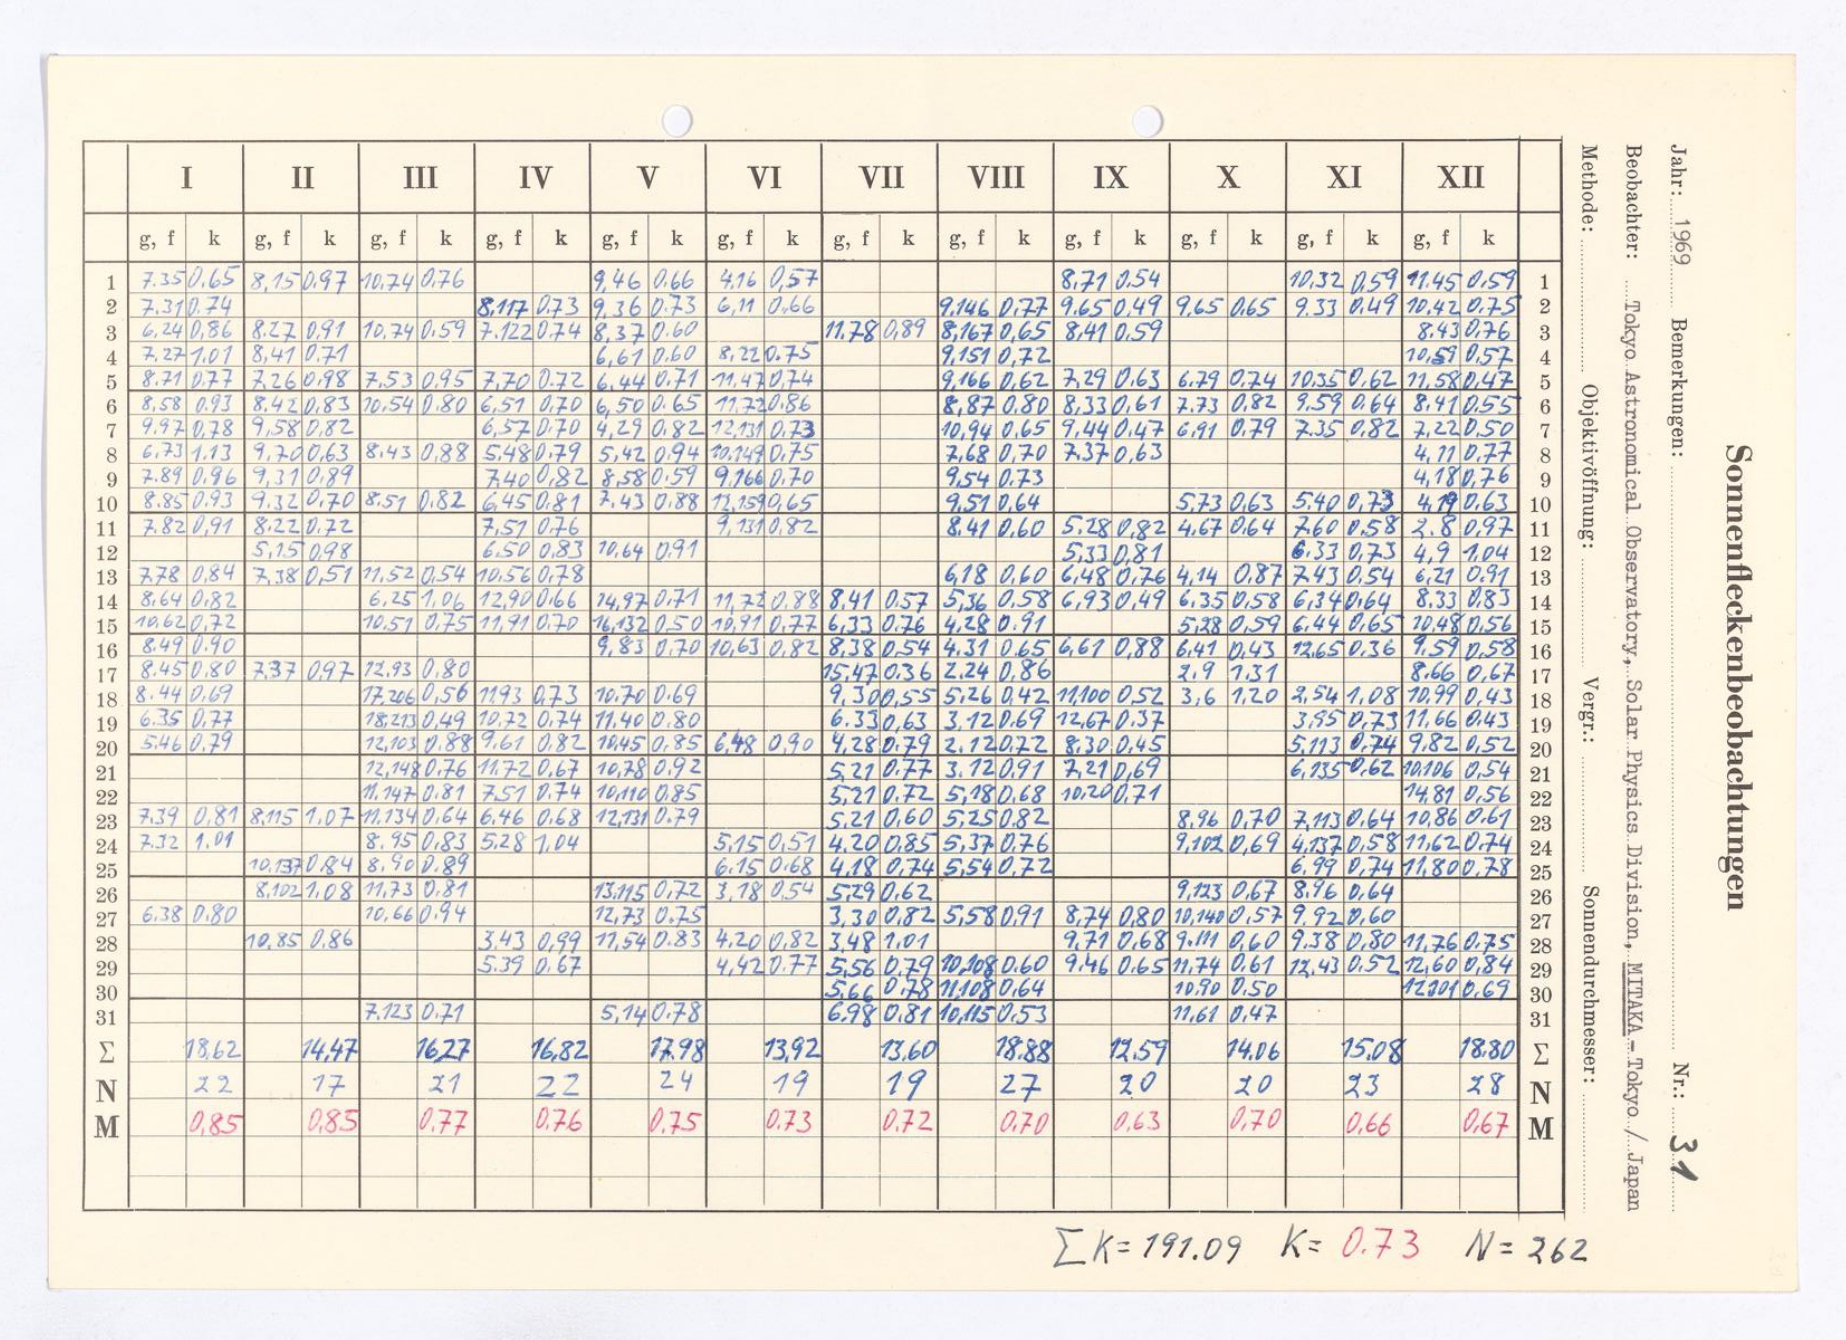 I II III IV V VI VII VIII IX X XI XII
g, f k g, f k g, f k g, f k g, f k g, f k g, f k g, f k g, f k g, f k g, f k g, f k
1 7.35 0.65 8,15 0.97 10,74 0.76 9,46 0.66 4.16 0,57 8,71 0,54 10,32 0,59 11.45 0,59 1
2 7.31 0.74 8,117 0.73 9,36 0.73 6,11 0.66 9,146 0,77 9,65 0,49 9,65 0,65 9.33 0,49 10,42 0,75 2
3 6,24 0,86 8.27 0,91 10,74 0.59 7.122 0.74 8,37 0.60 11.78 0,89 8,167 0,65 8,41 0,59 8.43 0,76 3
4 7,27 1,01 8,41 0,71 6,61 0.60 8,22 0.75 9,151 0,72 10,59 0,57 4
5 8.71 0,77 7,26 0,98 7,53 0,95 7,70 0.72 6,44 0.71 11,47 0,74 9,166 0,62 7,29 0,63 6.79 0,74 10.35 0,62 11,58 0,47 5
6 8,58 0.93 8.42 0,83 10,54 0,80 6,51 0,70 6,50 0.65 11,72 0.86 8,87 0.80 8,33 0,61 7.73 0,82 9,59 0,64 8.41 0.55 6
7 9,97 0,78 9,58 0,82 6,57 0.70 4,29 0.82 12,131 0,73 10,94 0,65 9,44 0,47 6,91 0,79 7.35 0,82 7,22 0,50 7
8 6,73 1.13 9,70 0,63 8.43 0,88 5.48 0.79 5,42 0.94 10,149 0,75 7,68 0,70 7.37 0,63 4,11 0,77 8
9 7.89 0,96 9,31 0,89 7,40 0,82 8,58 0.59 9,166 0,70 9,54 0.73 4,18 0,76 9
10 8.85 0.93 9,32 0,70 8.51 0,82 6,45 0.81 7.43 0.88 12,159 0,65 9,51 0,64 5,73 0,63 5.40 0,73 4,19 0.63 10
11 7.82 0,91 8.22 0.72 7,51 0,76 9,131 0,82 8.41 0.60 5.28 0,82 4,67 0,64 7.60 0,58 2.8 0,97 11
12 5,15 0,98 6.50 0,83 10,64 0.91 5.33 0,81 6.33 0,73 4,9 1.04 12
13 7.78 0,84 7,38 0,51 11,52 0,54 10,56 0,78 6,18 0,60 6,48 0,76 4,14 0,87 7.43 0,54 6,21 0.91 13
14 8,64 0,82 6,25 1,06 12,90 0.66 14,97 0.71 11,72 0,88 8,41 0.57 5,36 0,58 6,93 0,49 6,35 0,58 6,34 0,64 8.33 0.83 14
15 10,62 0,72 10,51 0,75 11,91 0,70 16,132 0.50 10,91 0,77 6,33 0.76 4,28 0.91 5,28 0,59 6,44 0,65 10,48 0,56 15
16 8.49 0.90 9,83 0,70 10,63 0,82 8,38 0,54 4.31 0.65 6,61 0,88 6,41 0,43 12,65 0.36 9.59 0,58 16
17 8.45 0,80 7,37 0,97 12.93 0,80 15,47 0.36 2.24 0,86 2.9 1.31 8.66 0,67 17
18 8.44 0,69 17,206 0,56 11,93 0,73 10,70 0.69 9,30 0,55 5,26 0,42 11,100 0,52 3,6 1,20 2,54 1,08 10,99 0,43 18
19 6.35 0,77 18,213 0,49 10,72 0,74 11,40 0.80 6.33 0,63 3.12 0.69 12,67 0.37 3,95 0,73 11,66 0.43 19
20 5.46 0,79 12,103 0.88 9,61 0,82 10,45 0,85 6,48 0,90 4,28 0.79 2.12 0,72 8.30 0,45 5,113 0,74 9,82 0,52 20
21 12,148 0,76 11.72 0,67 10,78 0.92 5,21 0.77 3.12 0,91 7,21 0,69 6,135 0,62 10,106 0,54 21
22 11,147 0.81 7.51 0.74 10,110 0.85 5,21 0.72 5,18 0.68 10,20 0.71 14,81 0,56 22
23 7.39 0,81 8,115 1,07 11,134 0,64 6,46 0.68 12,131 0.79 5,21 0,60 5,25 0.82 8,96 0,70 7,113 0,64 10,86 0.61 23
24 7.32 1.01 8.95 0,83 5.28 1,04 5,15 0,51 4.20 0,85 5,37 0.76 9,102 0,69 4,137 0,58 11,62 0.74 24
25 10,137 0,84 8,90 0.89 6.15 0.68 4.18 0,74 5,54 0,72 6.99 0,74 11,80 0,78 25
26 8,102 1,08 11,73 0.81 13,115 0,72 3,18 0,54 5,29 0,62 9,123 0,67 8.96 0,64 26
27 6.38 0.80 10,66 0.94 12,73 0.75 3,30 0,82 5,58 0.91 8,74 0,80 10,140 0,57 9.92 0,60 27
28 10,85 0,86 3,43 0,99 11,54 0.83 4.20 0,82 3,48 1,01 9,71 0,68 9,111 0,60 9.38 0,80 11,76 0.75 28
29 5.39 0.67 4,42 0.77 5,56 0,79 10,108 0.60 9.46 0.65 11,74 0.61 12,43 0.52 12,60 0,84 29
30 5,66 0,78 11,108 0,64 10,90 0.50 12,101 0,69 30
31 7,123 0,71 5,14 0.78 6.98 0.81 10,115 0.53 11,61 0,47 31
Σ 18,62 14,47 16,27 16,82 17,98 13,92 13,60 18.88 12,59 14,06 15,08 18.80 Σ
N 22 17 21 22 24 19 19 27 20 20 23 28 N
M 0,85 0,85 0,77 0.76 0,75 0.73 0,72 0,70 0,63 0,70 0,66 0,67 M
ΣK = 191.09 K = 0.73 N = 262
Sonnenfleckenbeobachtungen
Jahr: 1969 Bemerkungen: Nr.: 31
Beobachter: Tokyo Astronomical Observatory, Solar Physics Division, MITAKA - Tokyo / Japan
Methode: Objektivöffnung: Vergr.: Sonnendurchmesser: